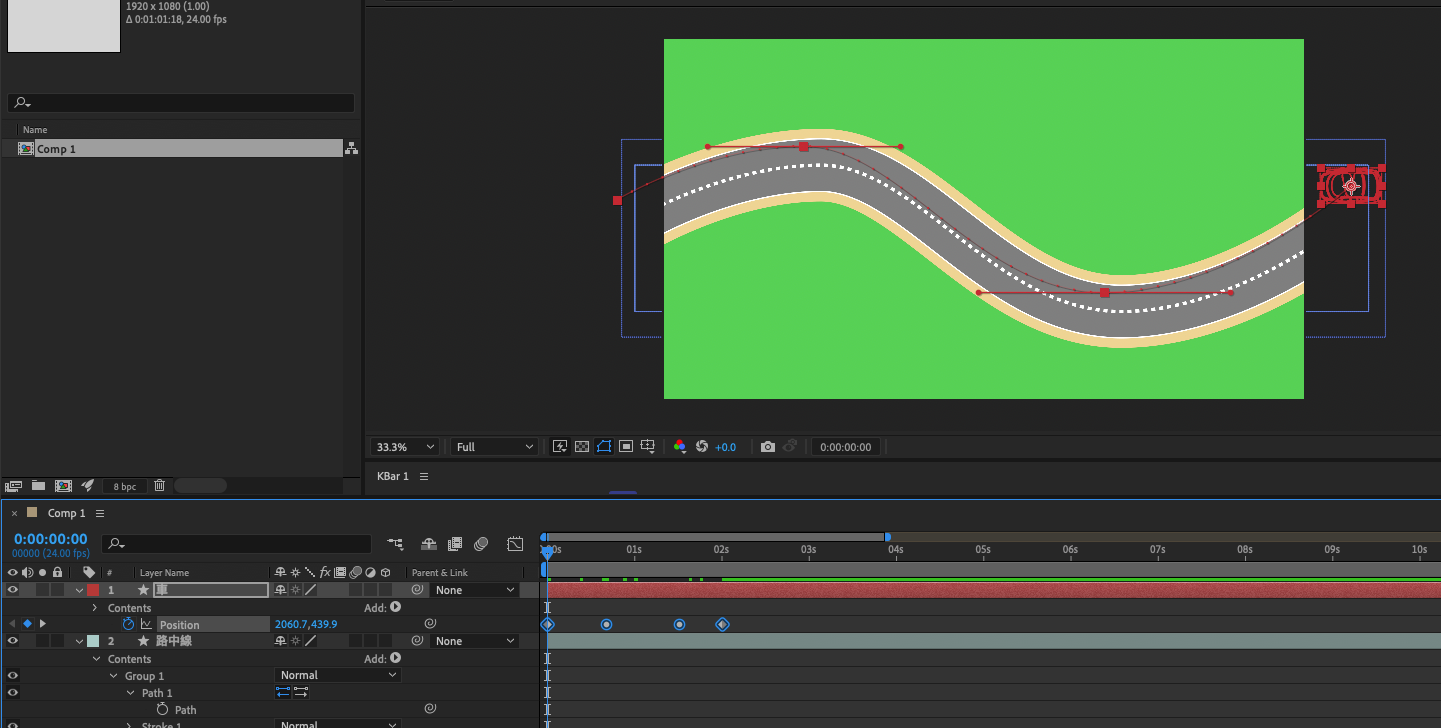 1920 x 1080 (1.00)
Δ 0:01:01:18, 24.00 fps
Name
Comp 1
8 bpc
33.3%
Full
+0.0
0:00:00:00
KBar 1
Comp 1
0:00:00:00
00000 (24.00 fps)
:00s 01s 02s 03s 04s 05s 06s 07s 08s 09s 10s
# Layer Name fx Parent & Link
1 車 None
Contents Add:
Position 2060.7,439.9
2 路中線 None
Contents Add:
Group 1 Normal
Path 1
Path
Stroke 1 Normal